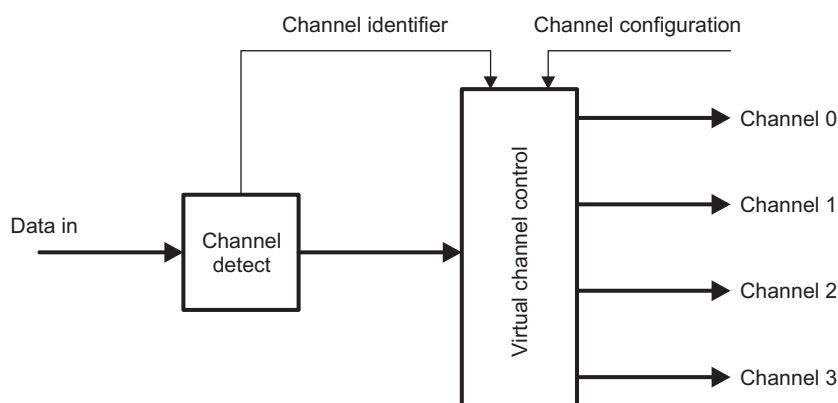 Channel identifier
Channel configuration
Channel 0
Channel 1
Data in
Channel
detect
Virtual channel control
Channel 2
Channel 3